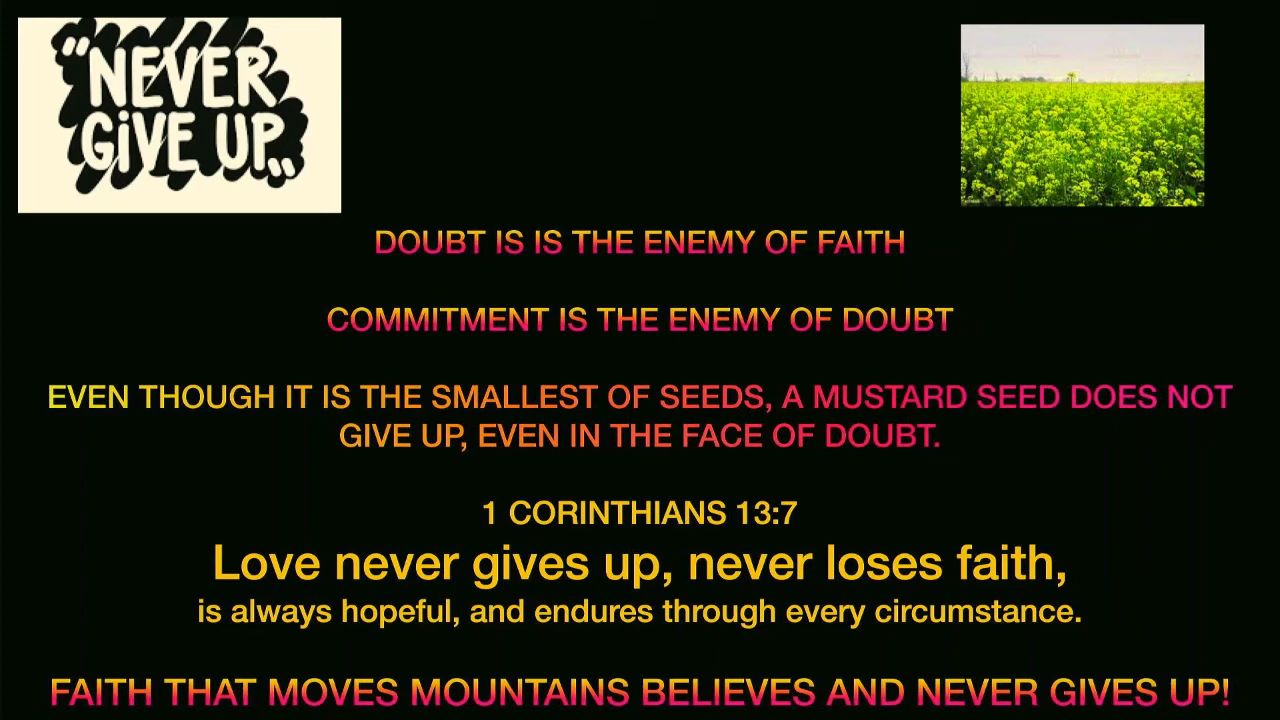 “NEVER
GiVE UP„
DOUBT IS IS THE ENEMY OF FAITH
COMMITMENT IS THE ENEMY OF DOUBT
EVEN THOUGH IT IS THE SMALLEST OF SEEDS, A MUSTARD SEED DOES NOT
GIVE UP, EVEN IN THE FACE OF DOUBT.
1 CORINTHIANS 13:7
Love never gives up, never loses faith,
is always hopeful, and endures through every circumstance.
FAITH THAT MOVES MOUNTAINS BELIEVES AND NEVER GIVES UP!